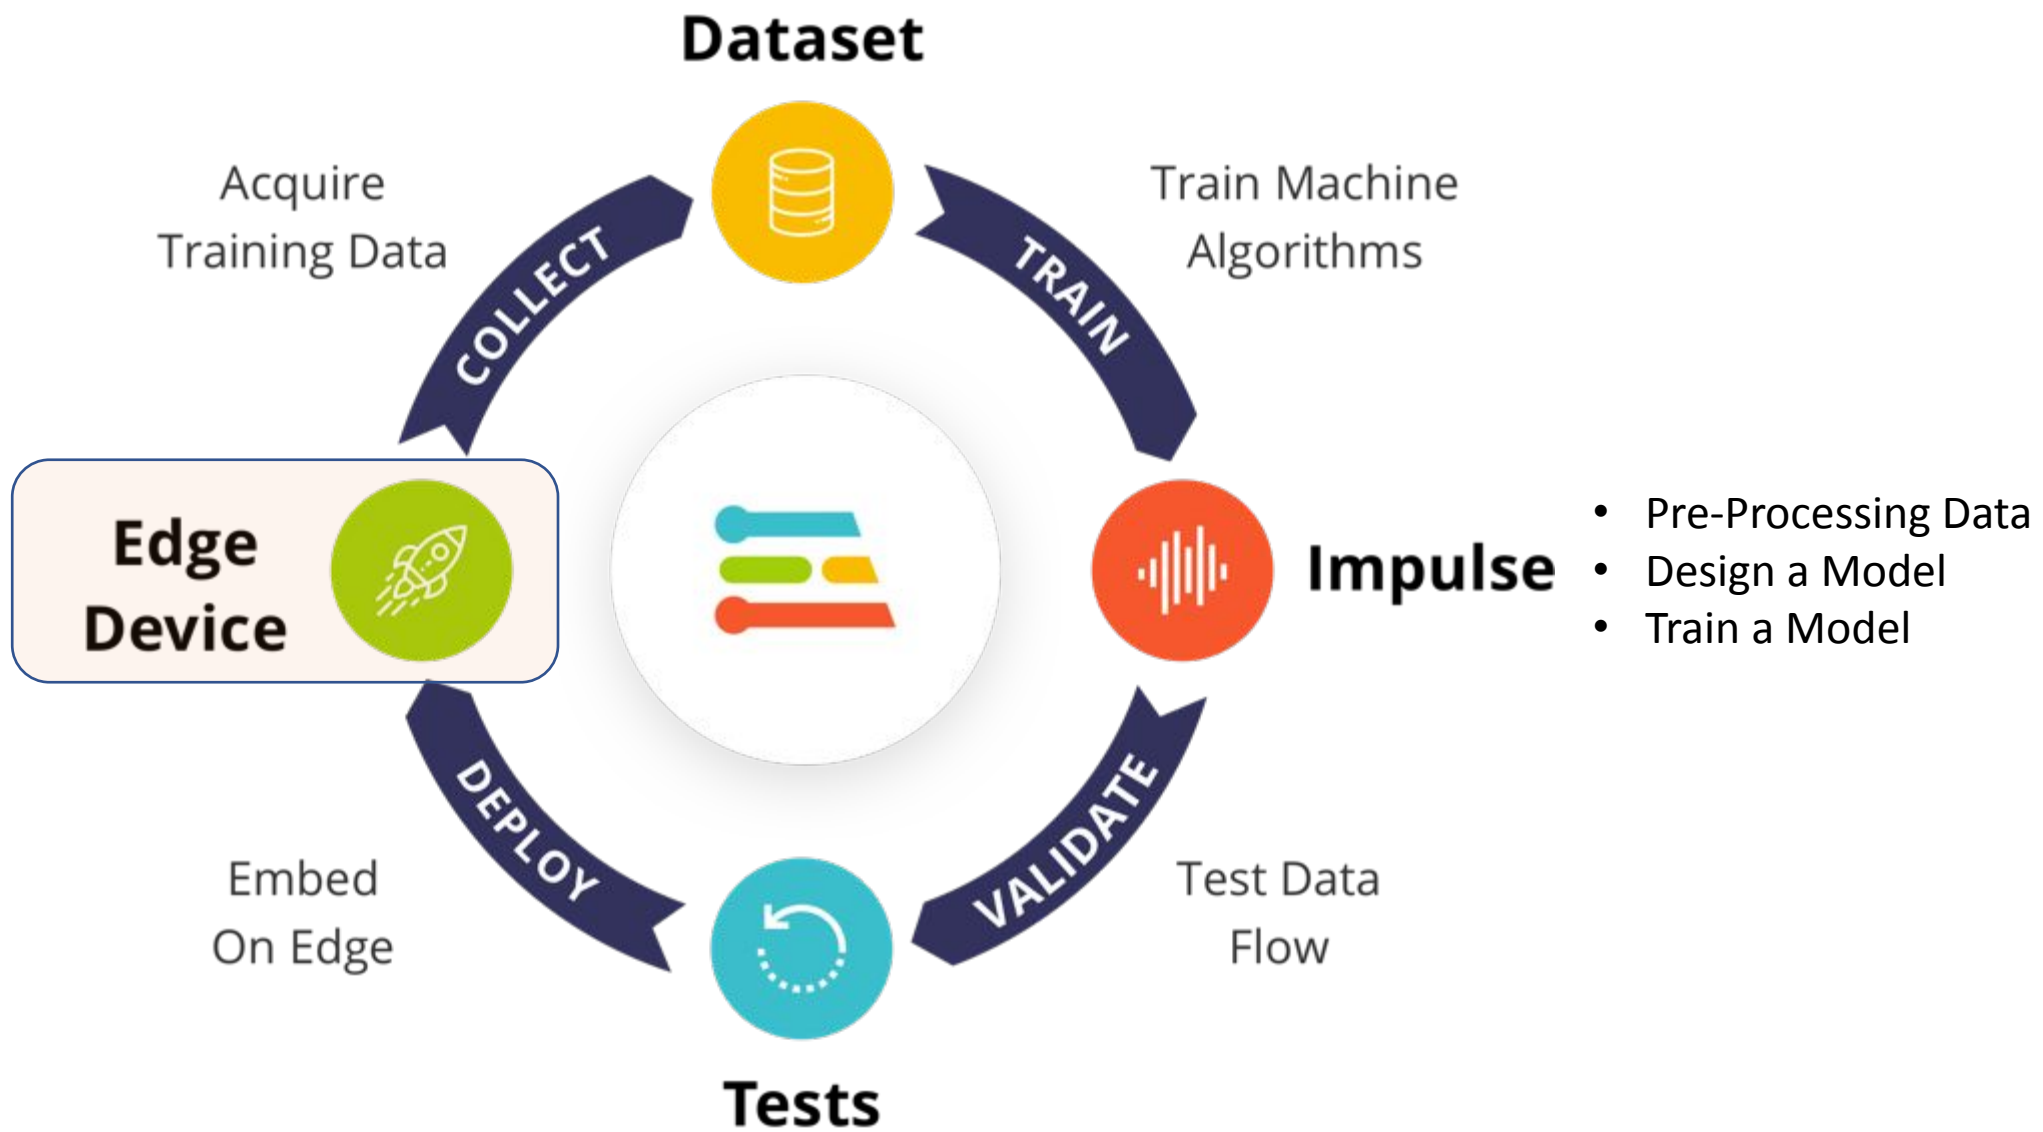 Dataset
Acquire
Training Data
COLLECT
TRAIN
Train Machine
Algorithms
Edge
Device
Impulse
• Pre-Processing Data
• Design a Model
• Train a Model
DEPLOY
VALIDATE
Embed
On Edge
Test Data
Flow
Tests